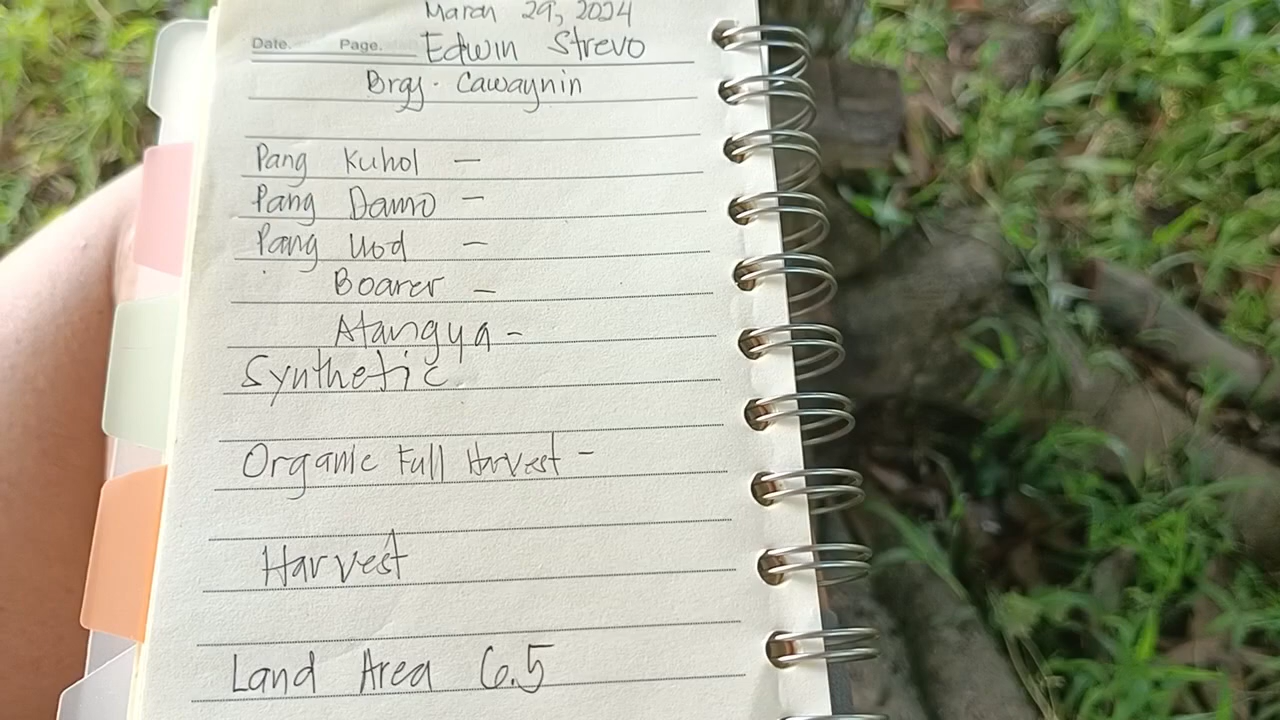 March 29, 2024
Date. Page. Edwin Strevo
Brgy. Cawaynin
Pang Kuhol -
Pang Damo -
Pang Uod -
Boarer -
Atangya -
Synthetic
Organic Full Harvest -
Harvest
Land Area 6.5